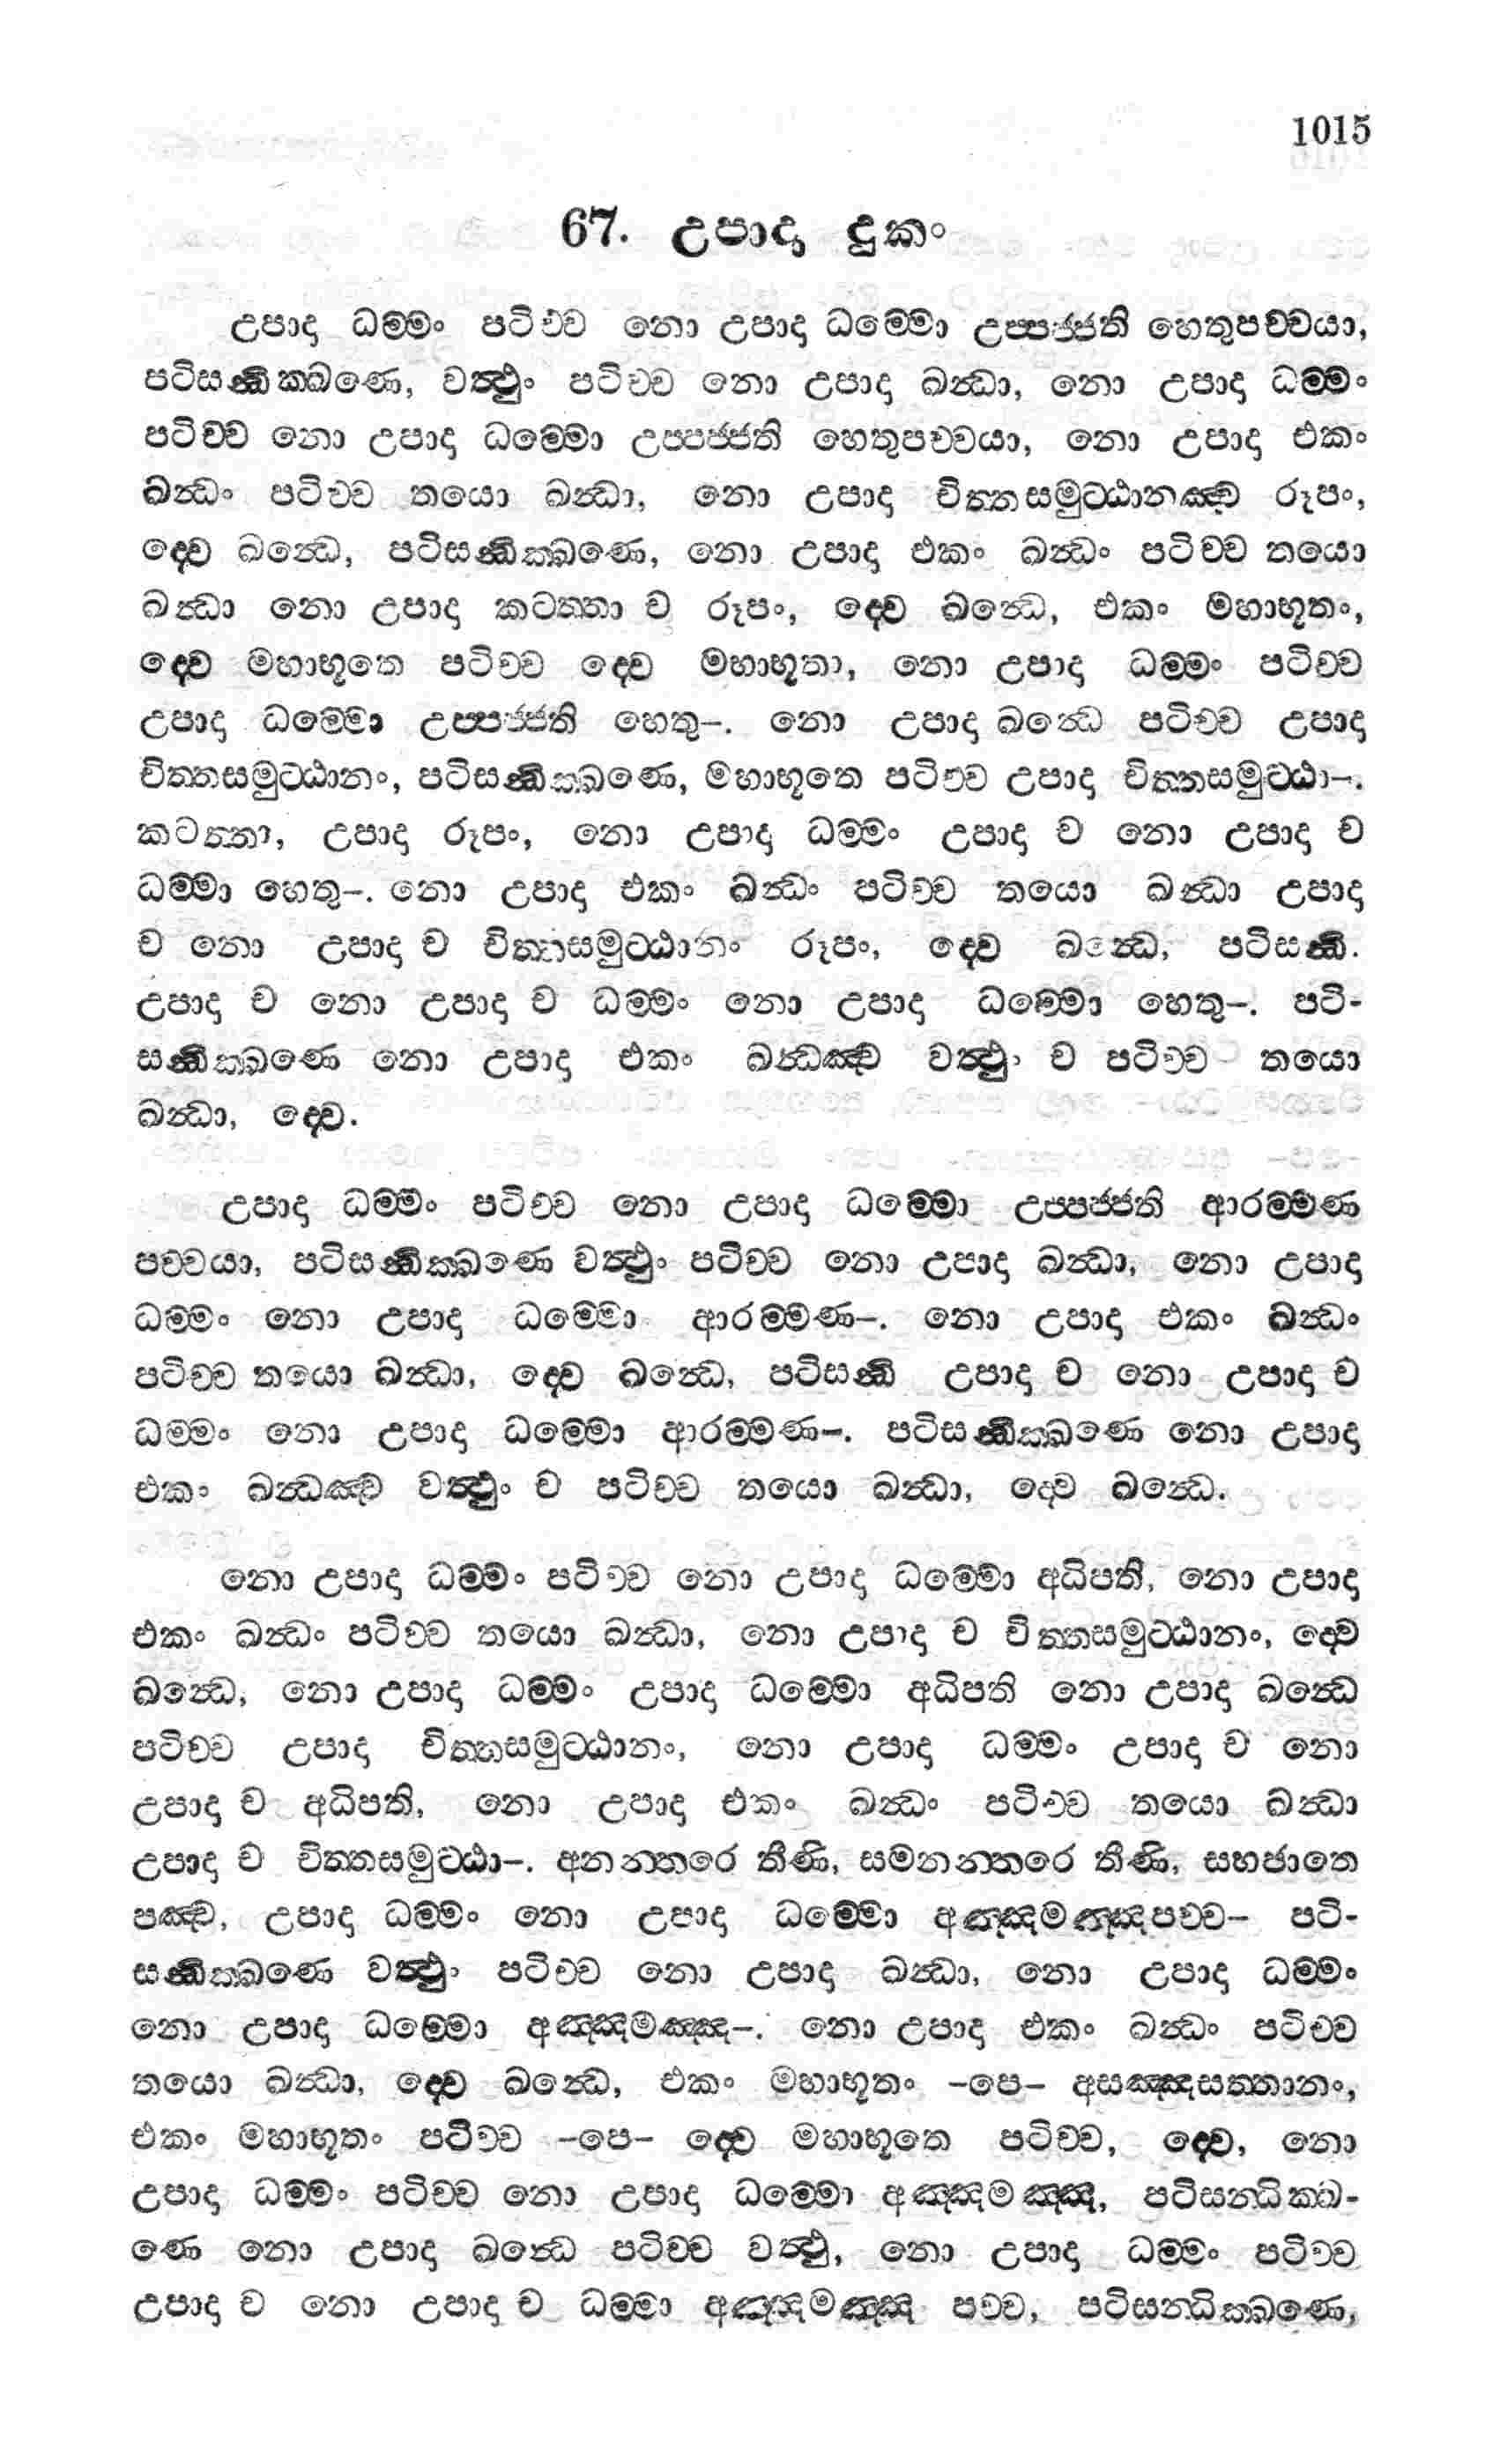 1015
67. උපාදා දුකං
උපාදා ධම්මං පටිච්ච නො උපාදා ධම්මො උප්පජ්ජති හෙතුපච්චයා,
පටිසන්ධික්ඛණෙ, වත්ථුං පටිච්ච නො උපාදා ඛන්ධා, නො උපාදා ධම්මං
පටිච්ච නො උපාදා ධම්මො උප්පජ්ජති හෙතුපච්චයා, නො උපාදා එකං
ඛන්ධං පටිච්ච තයො ඛන්ධා, නො උපාදා චිත්තසමුට්ඨානඤ්ච රූපං,
ද්වෙ ඛන්ධෙ, පටිසන්ධික්ඛණෙ, නො උපාදා එකං ඛන්ධං පටිච්ච තයො
ඛන්ධා නො උපාදා කටත්තා ච රූපං, ද්වෙ ඛන්ධෙ, එකං මහාභූතං,
ද්වෙ මහාභූතෙ පටිච්ච ද්වෙ මහාභූතා, නො උපාදා ධම්මං පටිච්ච
උපාදා ධම්මො උප්පජ්ජති හෙතු–. නො උපාදා ඛන්ධෙ පටිච්ච උපාදා
චිත්තසමුට්ඨානං, පටිසන්ධික්ඛණෙ, මහාභූතෙ පටිච්ච උපාදා චිත්තසමුට්ඨා–.
කටත්තා, උපාදා රූපං, නො උපාදා ධම්මං උපාදා ච නො උපාදා ච
ධම්මා හෙතු–. නො උපාදා එකං ඛන්ධං පටිච්ච තයො ඛන්ධා උපාදා
ච නො උපාදා ච චිත්තසමුට්ඨානං රූපං, ද්වෙ ඛන්ධෙ, පටිසන්ධි.
උපාදා ච නො උපාදා ච ධම්මං නො උපාදා ධම්මො හෙතු–. පටි-
සන්ධික්ඛණෙ නො උපාදා එකං ඛන්ධඤ්ච වත්ථුං ච පටිච්ච තයො
ඛන්ධා, ද්වෙ.
උපාදා ධම්මං පටිච්ච නො උපාදා ධම්මො උප්පජ්ජති ආරම්මණ
පච්චයා, පටිසන්ධික්ඛණෙ වත්ථුං පටිච්ච නො උපාදා ඛන්ධා, නො උපාදා
ධම්මං නො උපාදා ධම්මො ආරම්මණ–. නො උපාදා එකං ඛන්ධං
පටිච්ච තයො ඛන්ධා, ද්වෙ ඛන්ධෙ, පටිසන්ධි උපාදා ච නො උපාදා ච
ධම්මං නො උපාදා ධම්මො ආරම්මණ–. පටිසන්ධික්ඛණෙ නො උපාදා
එකං ඛන්ධඤ්ච වත්ථුං ච පටිච්ච තයො ඛන්ධා, ද්වෙ ඛන්ධෙ.
නො උපාදා ධම්මං පටිච්ච නො උපාදා ධම්මො අධිපති, නො උපාදා
එකං ඛන්ධං පටිච්ච තයො ඛන්ධා, නො උපාදා ච චිත්තසමුට්ඨානං, ද්වෙ
ඛන්ධෙ, නො උපාදා ධම්මං උපාදා ධම්මො අධිපති නො උපාදා ඛන්ධෙ
පටිච්ච උපාදා චිත්තසමුට්ඨානං, නො උපාදා ධම්මං උපාදා ච නො
උපාදා ච අධිපති, නො උපාදා එකං ඛන්ධං පටිච්ච තයො ඛන්ධා
උපාදා ච චිත්තසමුට්ඨා–. අනන්තරෙ තීණි, සමනන්තරෙ තීණි, සහජාතෙ
පඤ්ච, උපාදා ධම්මං නො උපාදා ධම්මො අඤ්ඤමඤ්ඤපච්ච– පටි-
සන්ධික්ඛණෙ වත්ථුං පටිච්ච නො උපාදා ඛන්ධා, නො උපාදා ධම්මං
නො උපාදා ධම්මො අඤ්ඤමඤ්ඤ–. නො උපාදා එකං ඛන්ධං පටිච්ච
තයො ඛන්ධා, ද්වෙ ඛන්ධෙ, එකං මහාභූතං –පෙ– අසඤ්ඤසත්තානං,
එකං මහාභූතං පටිච්ච –පෙ– ද්වෙ මහාභූතෙ පටිච්ච, ද්වෙ, නො
උපාදා ධම්මං පටිච්ච නො උපාදා ධම්මො අඤ්ඤමඤ්ඤ, පටිසන්ධික්ඛ-
ණෙ නො උපාදා ඛන්ධෙ පටිච්ච වත්ථු, නො උපාදා ධම්මං පටිච්ච
උපාදා ච නො උපාදා ච ධම්මා අඤ්ඤමඤ්ඤ පච්ච, පටිසන්ධික්ඛණෙ,